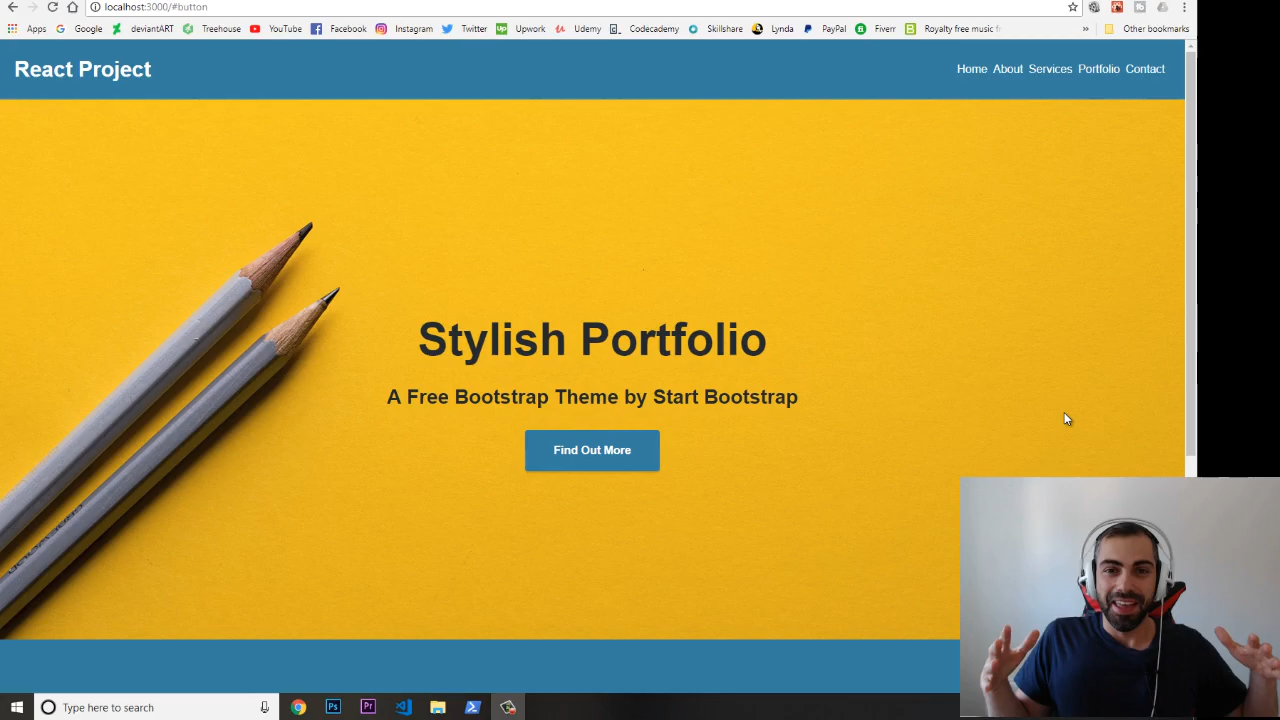 localhost:3000/#button
Apps Google deviantART Treehouse YouTube Facebook Instagram Twitter Upwork Udemy Codecademy Skillshare Lynda PayPal Fiverr Royalty free music f » Other bookmarks
React Project
Home About Services Portfolio Contact
Stylish Portfolio
A Free Bootstrap Theme by Start Bootstrap
Find Out More
Type here to search